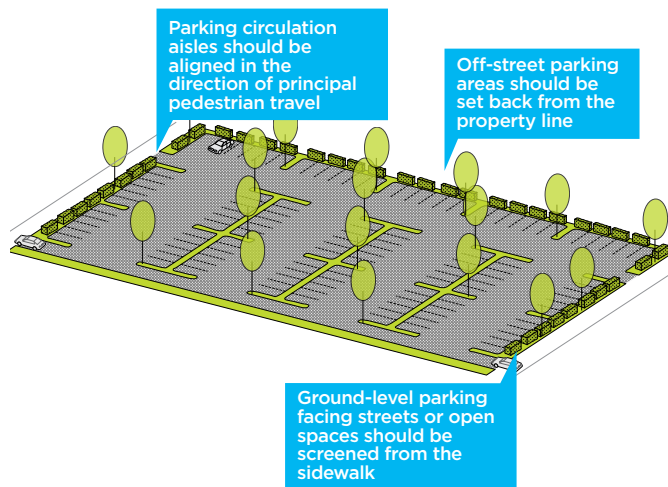 Parking circulation
aisles should be
aligned in the
direction of principal
pedestrian travel
Off-street parking
areas should be
set back from the
property line
Ground-level parking
facing streets or open
spaces should be
screened from the
sidewalk